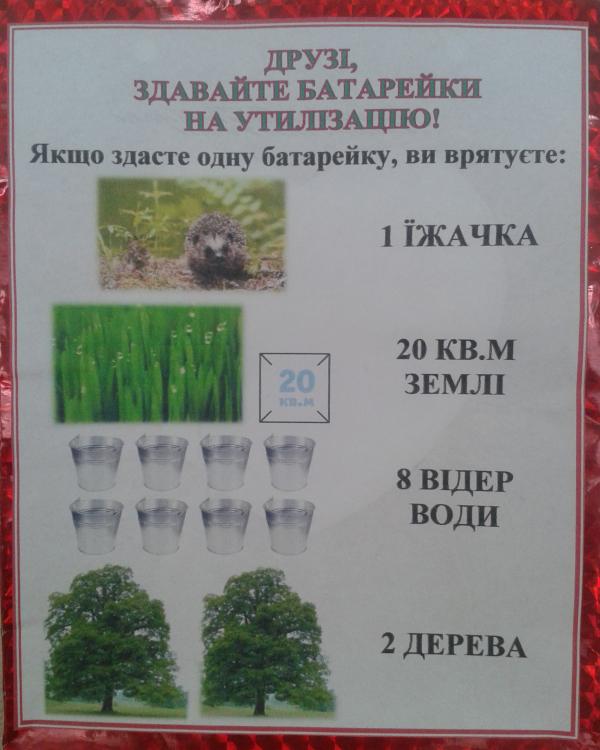 ДРУЗІ,
ЗДАВАЙТЕ БАТАРЕЙКИ
НА УТИЛІЗАЦІЮ!
Якщо здасте одну батарейку, ви врятуєте:
1 ЇЖАЧКА
20 КВ.М
ЗЕМЛІ
20
КВ.М
8 ВІДЕР
ВОДИ
2 ДЕРЕВА